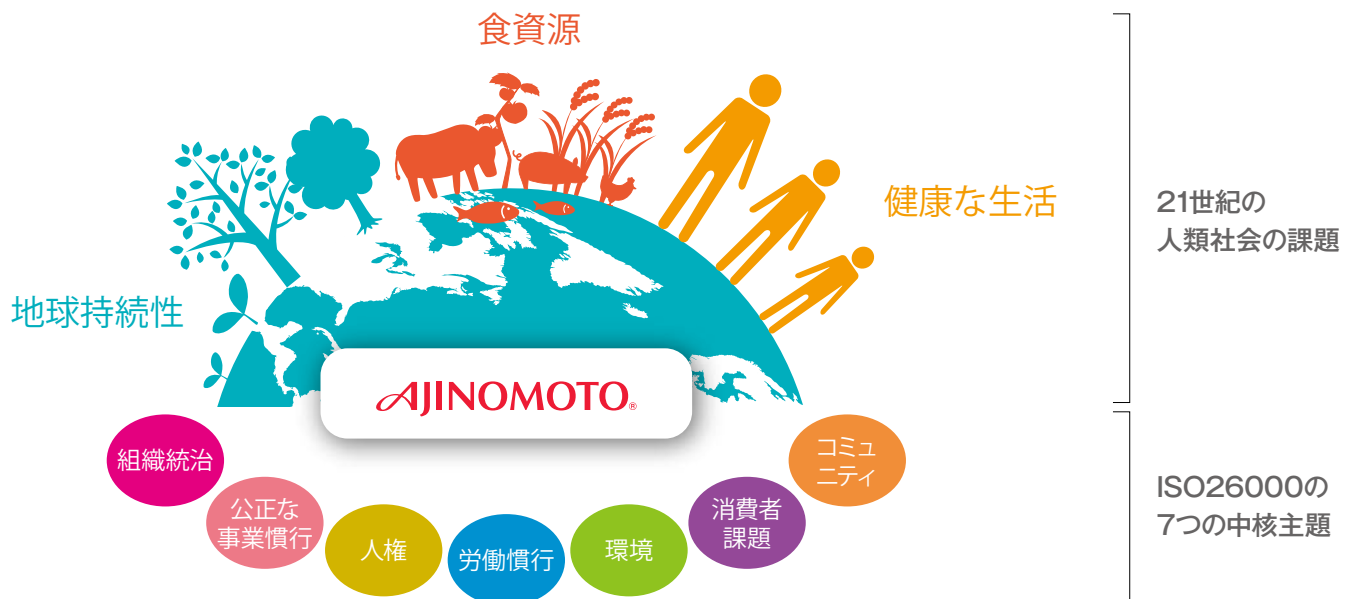 食資源
健康な生活
地球持続性
21世紀の
人類社会の課題
AJINOMOTO®
組織統治
公正な
事業慣行
人権
労働慣行
環境
消費者
課題
コミュ
ニティ
ISO26000の
7つの中核主題